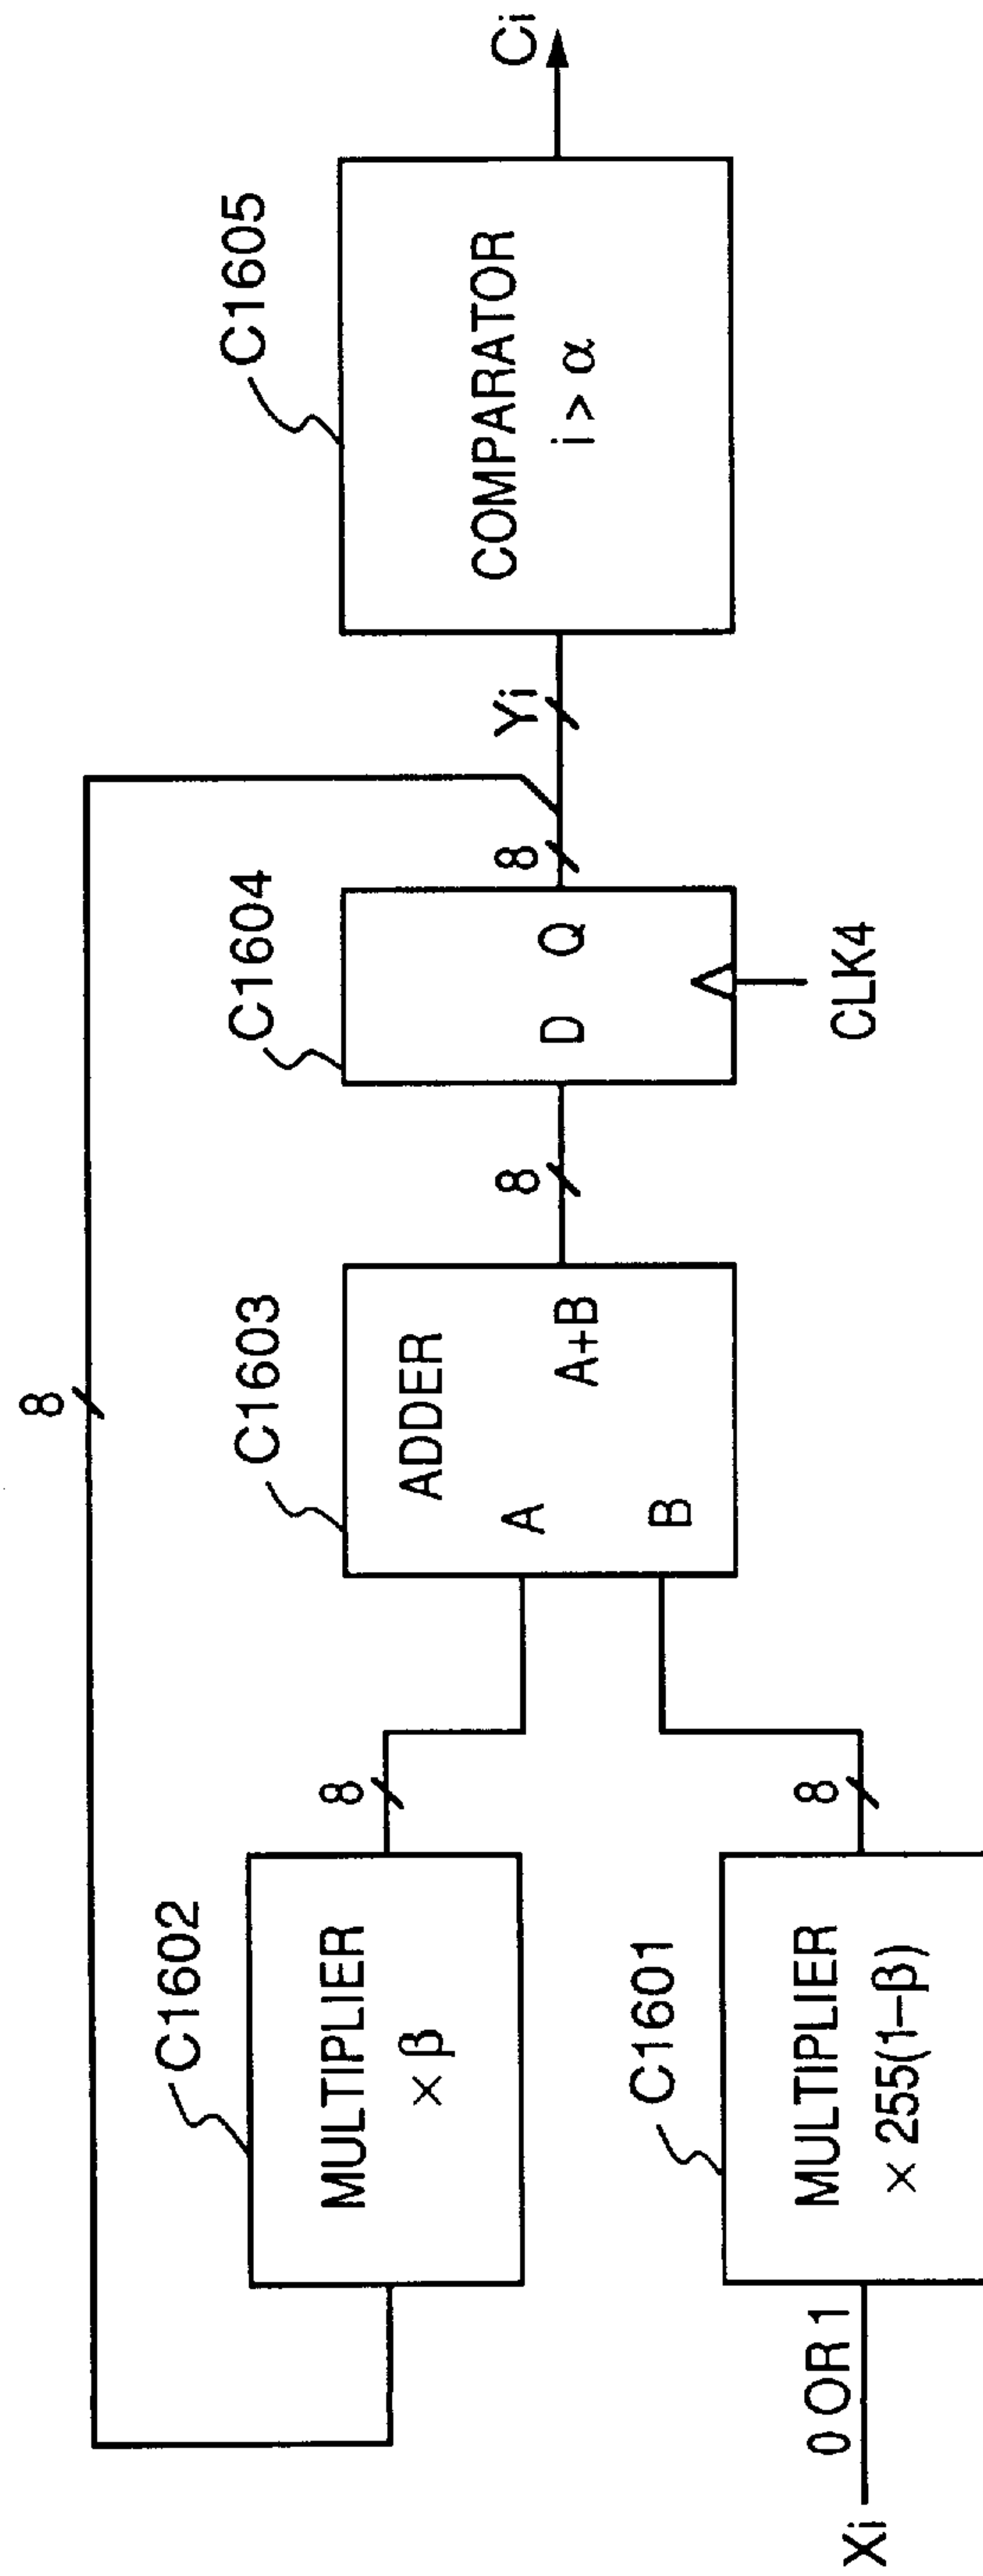 8
C1602
MULTIPLIER
× β
8
C1603
ADDER
A
B
A+B
8
C1604
D Q
CLK4
8
Yi
C1605
COMPARATOR
i > α
Ci
Xi
0 OR 1
C1601
MULTIPLIER
× 255(1−β)
8